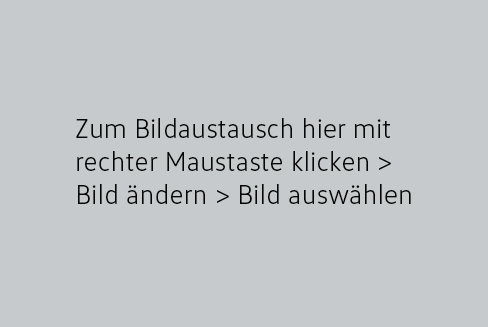 Zum Bildaustausch hier mit
rechter Maustaste klicken >
Bild ändern > Bild auswählen